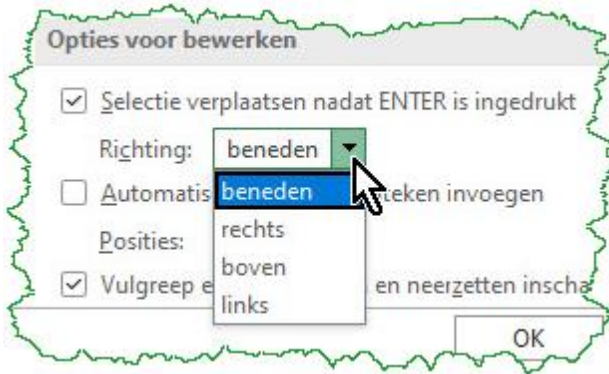 Opties voor bewerken
Selectie verplaatsen nadat ENTER is ingedrukt
Richting: beneden
Automatis teken invoegen
beneden
Posities:
rechts
boven
Vulgreep e en neerzetten inscha
links
OK